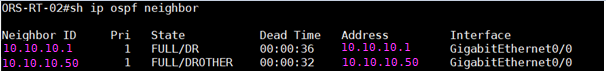 ORS-RT-02#sh ip ospf neighbor
Neighbor ID     Pri   State           Dead Time   Address         Interface
10.10.10.1        1   FULL/DR         00:00:36    10.10.10.1      GigabitEthernet0/0
10.10.10.50       1   FULL/DROTHER    00:00:32    10.10.10.50     GigabitEthernet0/0